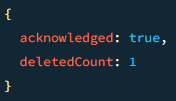 {
acknowledged: true,
deletedCount: 1
}